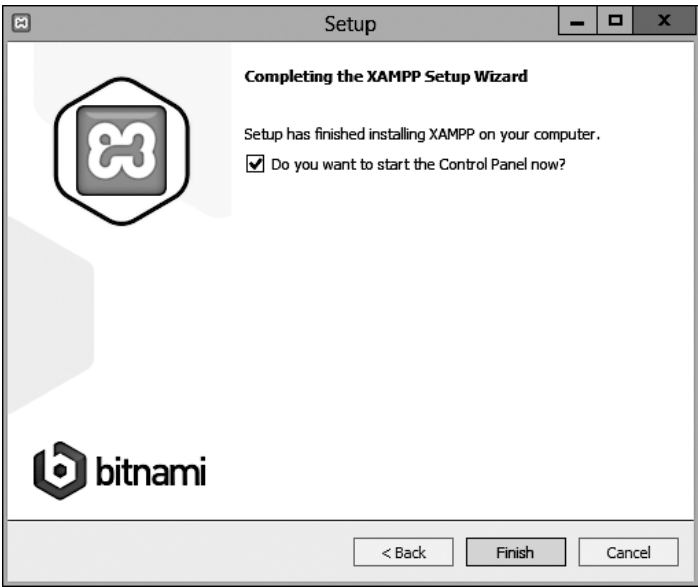 Setup
Completing the XAMPP Setup Wizard
Setup has finished installing XAMPP on your computer.
Do you want to start the Control Panel now?
bitnami
< Back
Finish
Cancel